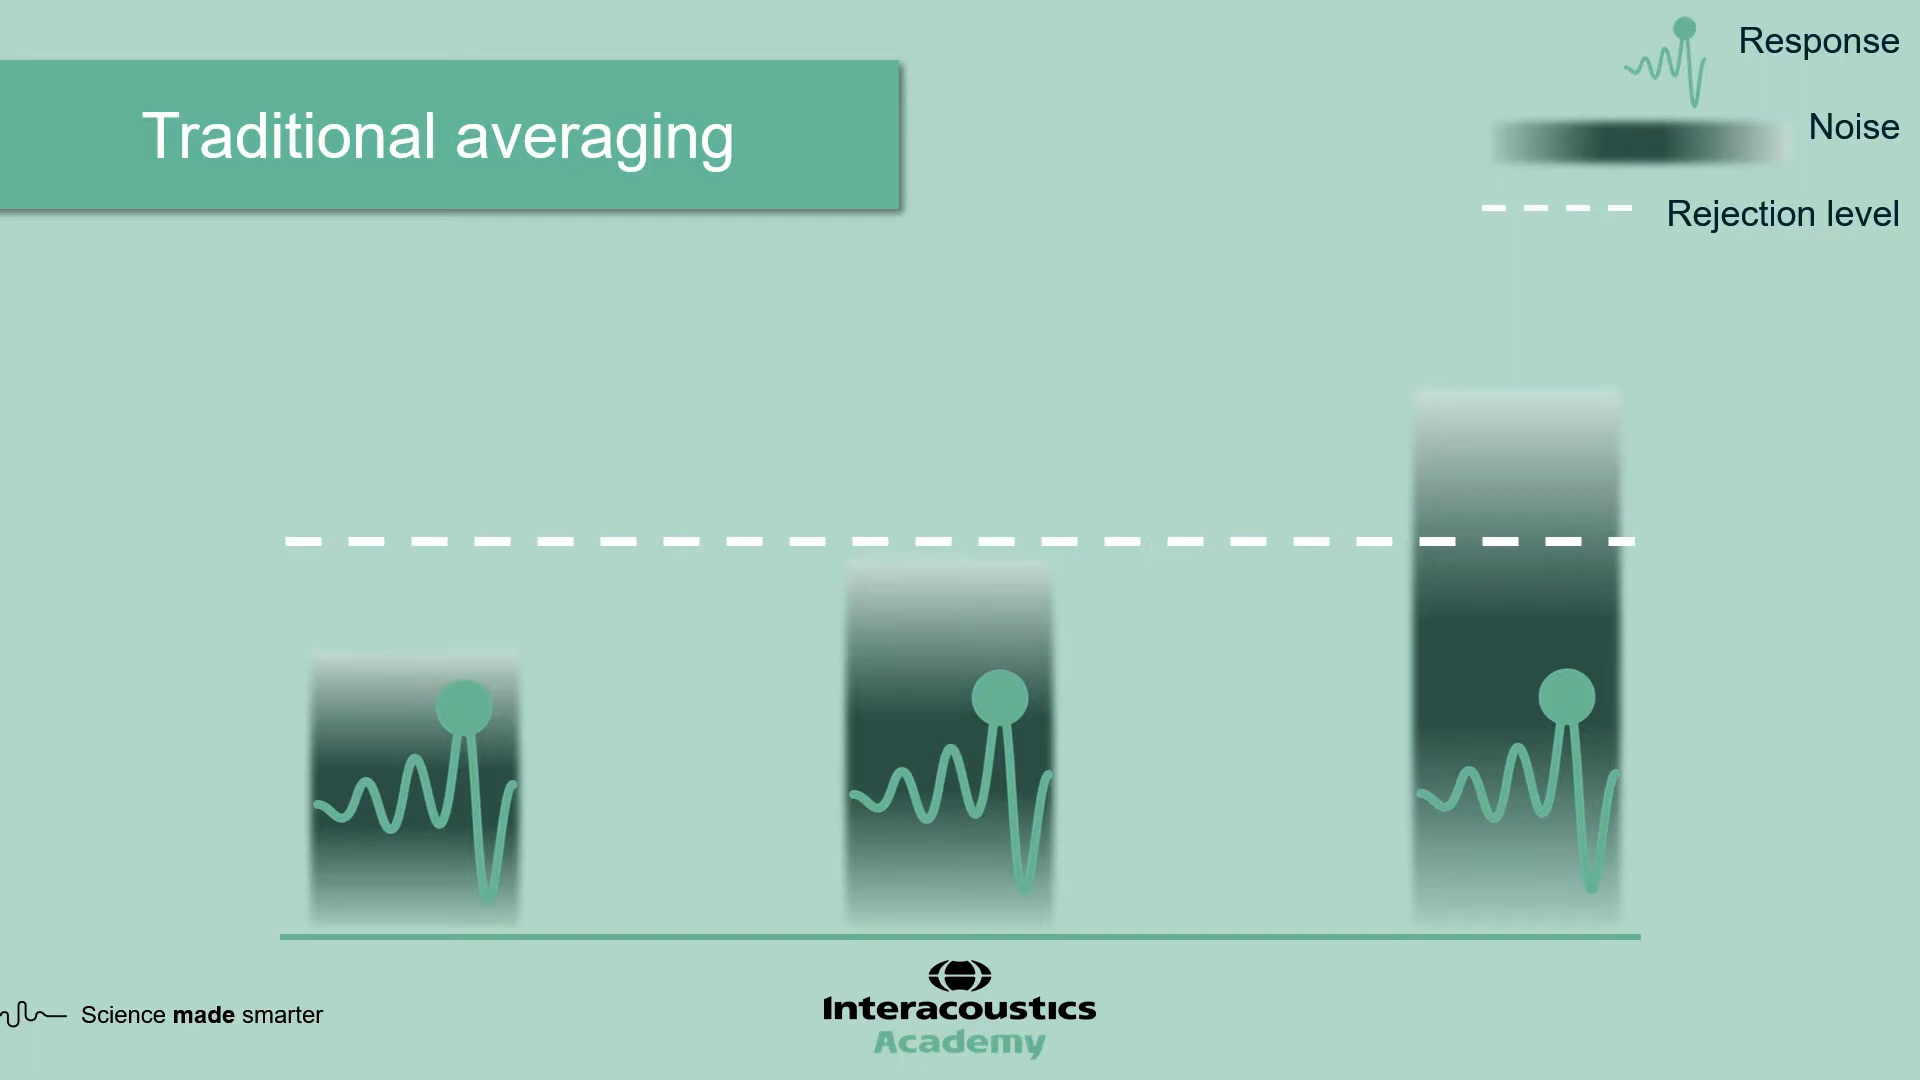 Traditional averaging
Response
Noise
Rejection level
Science made smarter
Interacoustics
Academy